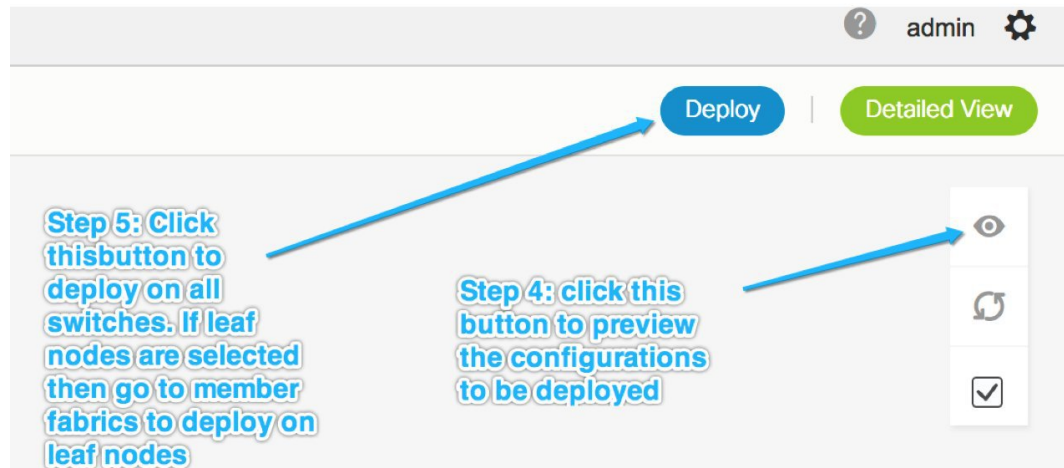 admin
Deploy
Detailed View
Step 5: Click
thisbutton to
deploy on all
switches. If leaf
nodes are selected
then go to member
fabrics to deploy on
leaf nodes
Step 4: click this
button to preview
the configurations
to be deployed